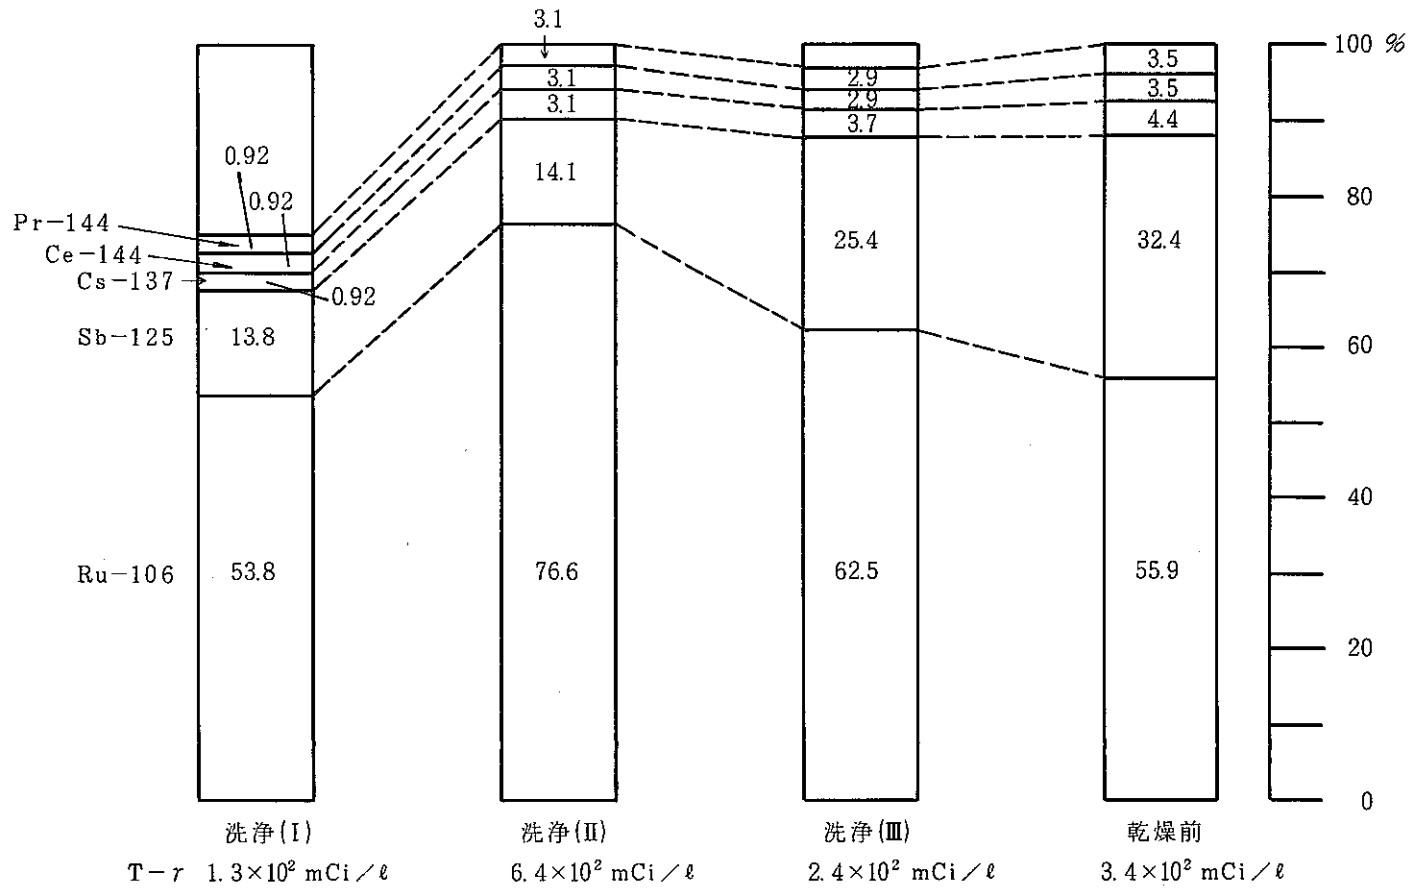 3.1
100 %
3.5
3.1 2.9 3.5
3.1 2.9
3.7 4.4
0.92
14.1
80
0.92
Pr-144
25.4 32.4
Ce-144
Cs-137
0.92
Sb-125 13.8
60
40
Ru-106 53.8 76.6 62.5 55.9
20
0
洗浄(I) 洗浄(II) 洗浄(III) 乾燥前
T-γ 1.3×10² mCi/ℓ 6.4×10² mCi/ℓ 2.4×10² mCi/ℓ 3.4×10² mCi/ℓ